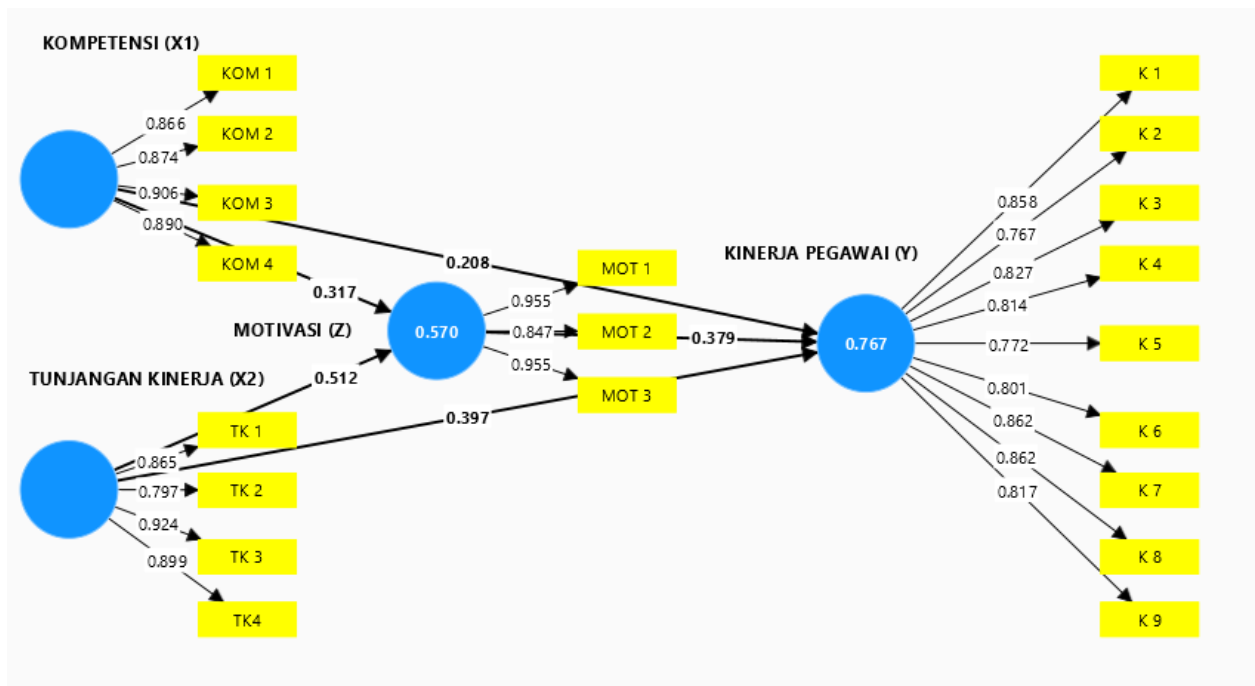 KOMPETENSI (X1)
KOM 1
0.866
KOM 2
0.874
KOM 3
0.906
KOM 4
0.890
0.208
0.317
MOTIVASI (Z)
0.570
MOT 1
0.955
MOT 2
0.847
MOT 3
0.955
0.379
TUNJANGAN KINERJA (X2)
0.512
0.397
TK 1
0.865
TK 2
0.797
TK 3
0.924
TK4
0.899
KINERJA PEGAWAI (Y)
0.767
K 1
0.858
K 2
0.767
K 3
0.827
K 4
0.814
K 5
0.772
K 6
0.801
K 7
0.862
K 8
0.862
K 9
0.817